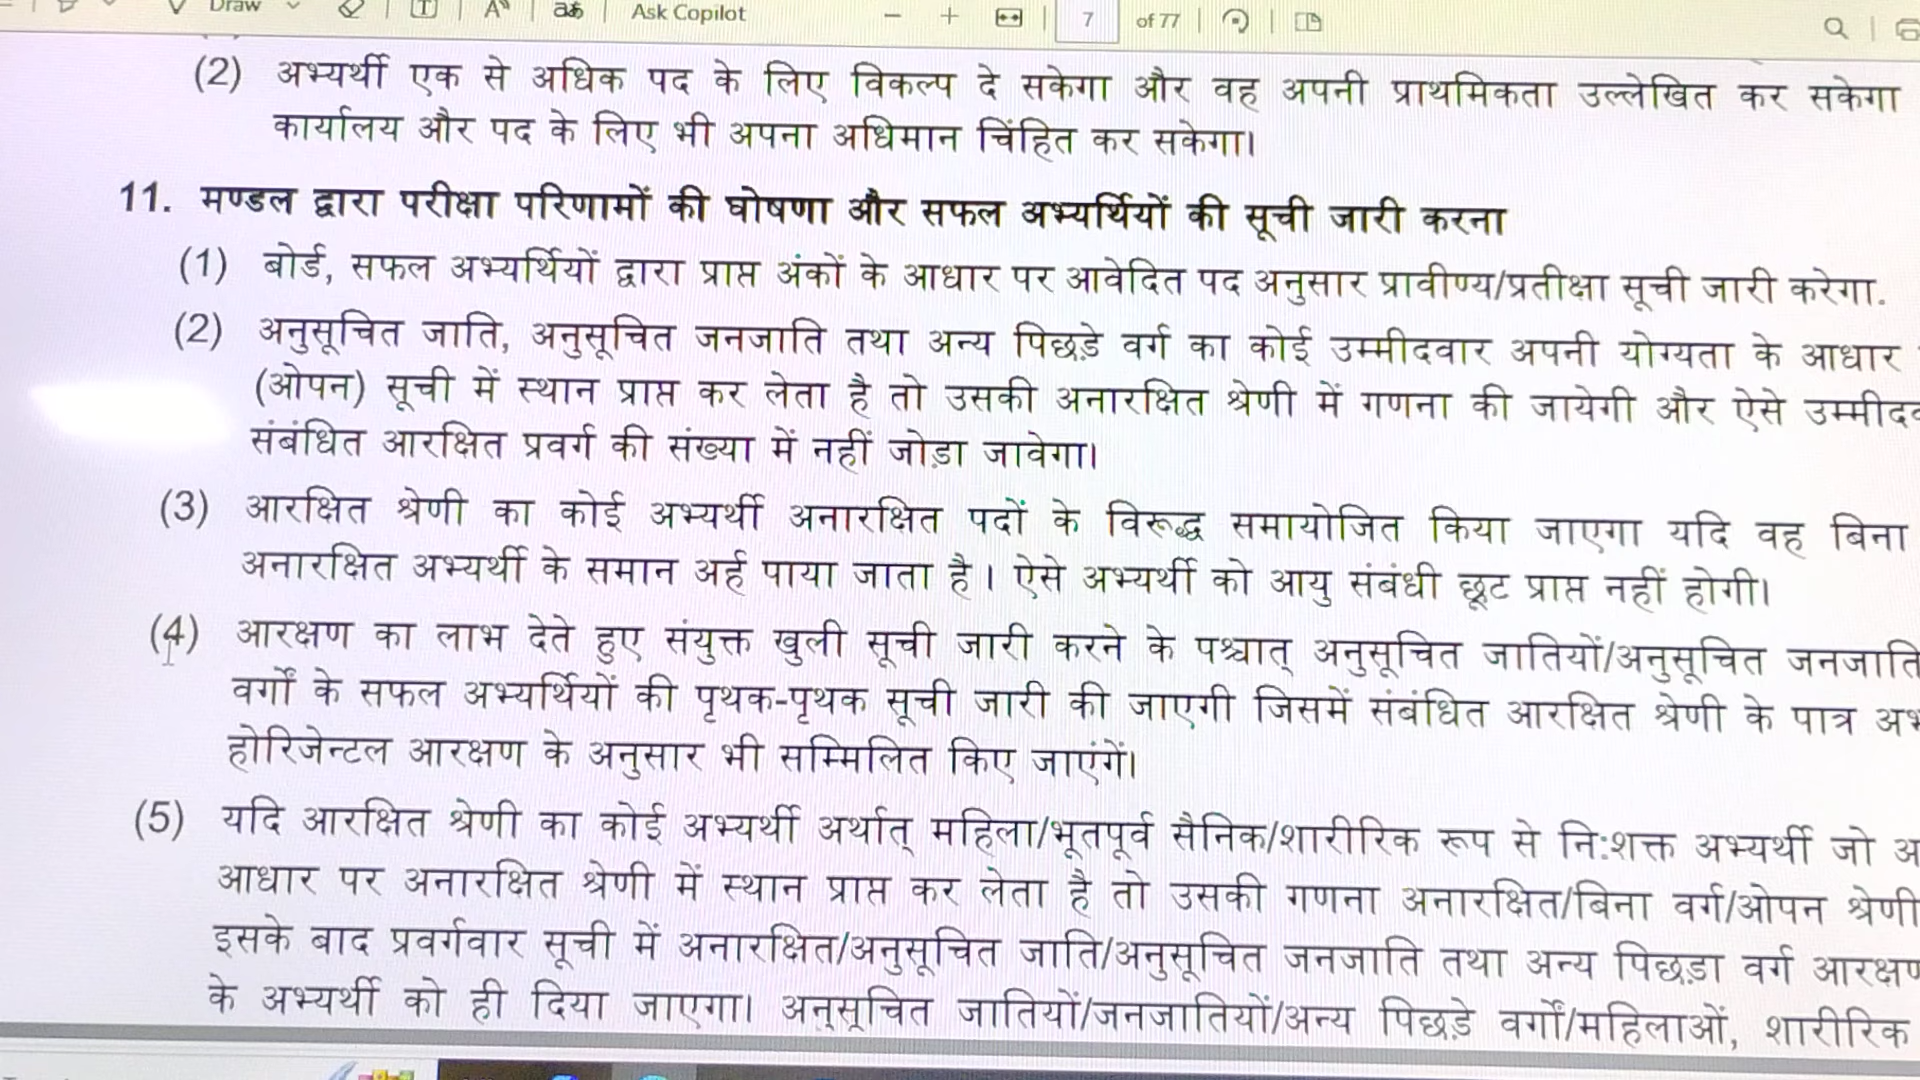 Draw
Ask Copilot
7 of 77
(2) अभ्यर्थी एक से अधिक पद के लिए विकल्प दे सकेगा और वह अपनी प्राथमिकता उल्लेखित कर सकेगा
कार्यालय और पद के लिए भी अपना अधिमान चिंहित कर सकेगा।
11. मण्डल द्वारा परीक्षा परिणामों की घोषणा और सफल अभ्यर्थियों की सूची जारी करना
(1) बोर्ड, सफल अभ्यर्थियों द्वारा प्राप्त अंकों के आधार पर आवेदित पद अनुसार प्रावीण्य/प्रतीक्षा सूची जारी करेगा.
(2) अनुसूचित जाति, अनुसूचित जनजाति तथा अन्य पिछड़े वर्ग का कोई उम्मीदवार अपनी योग्यता के आधार
(ओपन) सूची में स्थान प्राप्त कर लेता है तो उसकी अनारक्षित श्रेणी में गणना की जायेगी और ऐसे
संबंधित आरक्षित प्रवर्ग की संख्या में नहीं जोड़ा जावेगा।
(3) आरक्षित श्रेणी का कोई अभ्यर्थी अनारक्षित पदों के विरूद्ध समायोजित किया जाएगा यदि वह बिना
अनारक्षित अभ्यर्थी के समान अर्ह पाया जाता है। ऐसे अभ्यर्थी को आयु संबंधी छूट प्राप्त नहीं होगी।
(4) आरक्षण का लाभ देते हुए संयुक्त खुली सूची जारी करने के पश्चात् अनुसूचित जातियों/अनुसूचित जनजाति
वर्गों के सफल अभ्यर्थियों की पृथक-पृथक सूची जारी की जाएगी जिसमें संबंधित आरक्षित श्रेणी के पात्र
होरिजेन्टल आरक्षण के अनुसार भी सम्मिलित किए जाएंगें।
(5) यदि आरक्षित श्रेणी का कोई अभ्यर्थी अर्थात् महिला/भूतपूर्व सैनिक/शारीरिक रूप से नि:शक्त अभ्यर्थी जो
आधार पर अनारक्षित श्रेणी में स्थान प्राप्त कर लेता है तो उसकी गणना अनारक्षित/बिना वर्ग/ओपन श्रेणी
इसके बाद प्रवर्गवार सूची में अनारक्षित/अनुसूचित जाति/अनुसूचित जनजाति तथा अन्य पिछड़ा वर्ग आरक्षण
के अभ्यर्थी को ही दिया जाएगा। अनुसूचित जातियों/जनजातियों/अन्य पिछड़े वर्गों/महिलाओं, शारीरिक